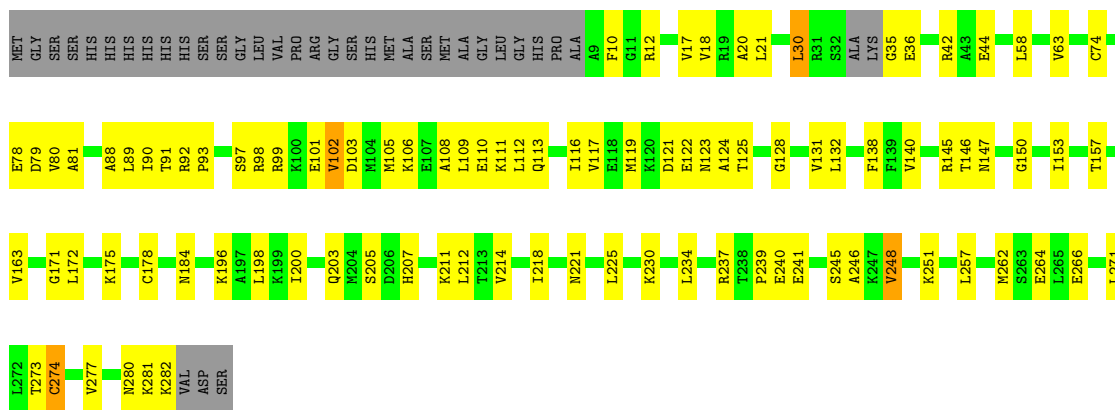 MET GLY SER SER HIS HIS HIS HIS HIS HIS SER SER GLY LEU VAL PRO ARG GLY SER HIS MET ALA SER MET ALA GLY LEU GLY HIS PRO ALA A9 F10 G11 R12 V17 V18 R19 A20 L21 L30 R31 S32 ALA LYS G35 E36 R42 A43 E44 L58 V63 C74
E78 D79 V80 A81 A88 L89 I90 T91 R92 P93 S97 R98 R99 K100 E101 V102 D103 M104 M105 K106 E107 A108 L109 E110 K111 L112 Q113 I116 V117 E118 M119 K120 D121 E122 N123 A124 T125 G128 V131 L132 F138 F139 V140 R145 T146 N147 G150 I153 T157
V163 G171 L172 K175 C178 N184 K196 A197 L198 K199 I200 Q203 M204 S205 D206 H207 K211 L212 T213 V214 I218 N221 L225 K230 L234 R237 T238 P239 E240 E241 S245 A246 K247 V248 K251 L257 M262 S263 E264 L265 E266
L272 T273 C274 V277 N280 K281 K282 VAL ASP SER